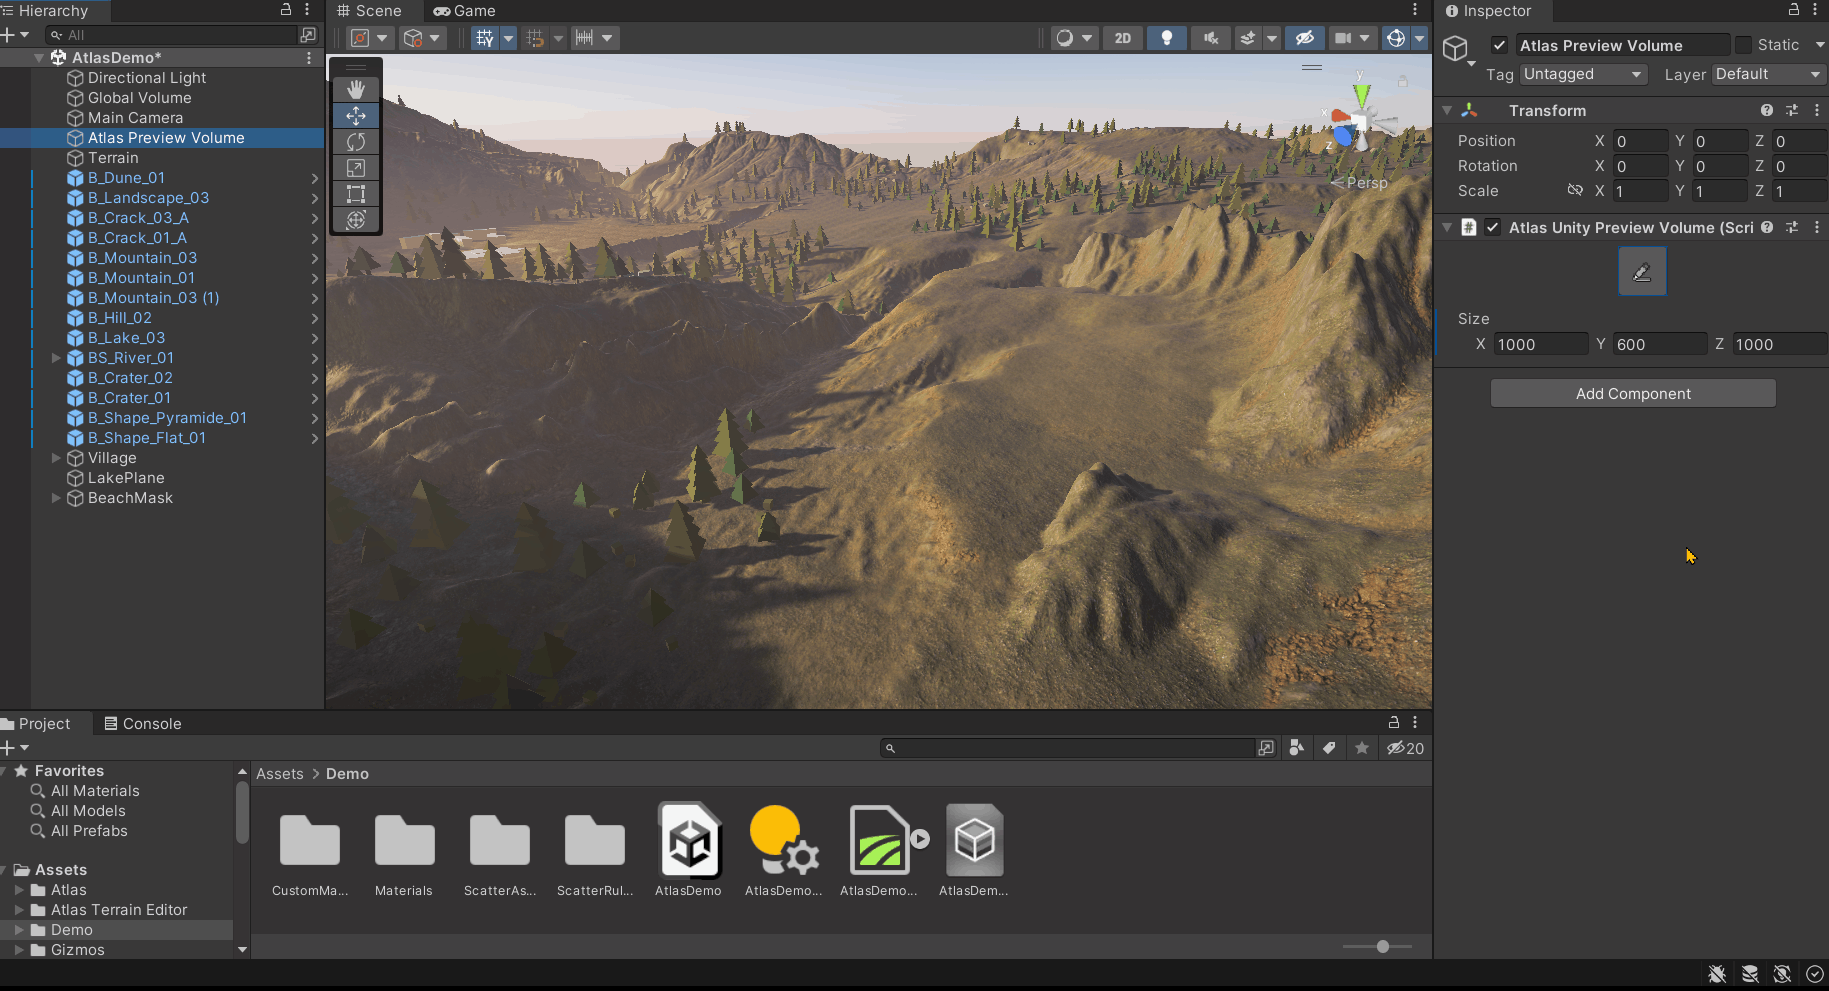 Hierarchy
All
AtlasDemo*
Directional Light
Global Volume
Main Camera
Atlas Preview Volume
Terrain
B_Dune_01
B_Landscape_03
B_Crack_03_A
B_Crack_01_A
B_Mountain_03
B_Mountain_01
B_Mountain_03 (1)
B_Hill_02
B_Lake_03
BS_River_01
B_Crater_02
B_Crater_01
B_Shape_Pyramide_01
B_Shape_Flat_01
Village
LakePlane
BeachMask
Scene
Game
2D
y
x
z
Persp
Inspector
Atlas Preview Volume
Static
Tag Untagged
Layer Default
Transform
Position X 0 Y 0 Z 0
Rotation X 0 Y 0 Z 0
Scale X 1 Y 1 Z 1
# Atlas Unity Preview Volume (Scri
Size
X 1000 Y 600 Z 1000
Add Component
Project
Console
20
Favorites
All Materials
All Models
All Prefabs
Assets
Atlas
Atlas Terrain Editor
Demo
Gizmos
Assets > Demo
CustomMa...
Materials
ScatterAs...
ScatterRul...
AtlasDemo
AtlasDemo...
AtlasDemo...
AtlasDem...